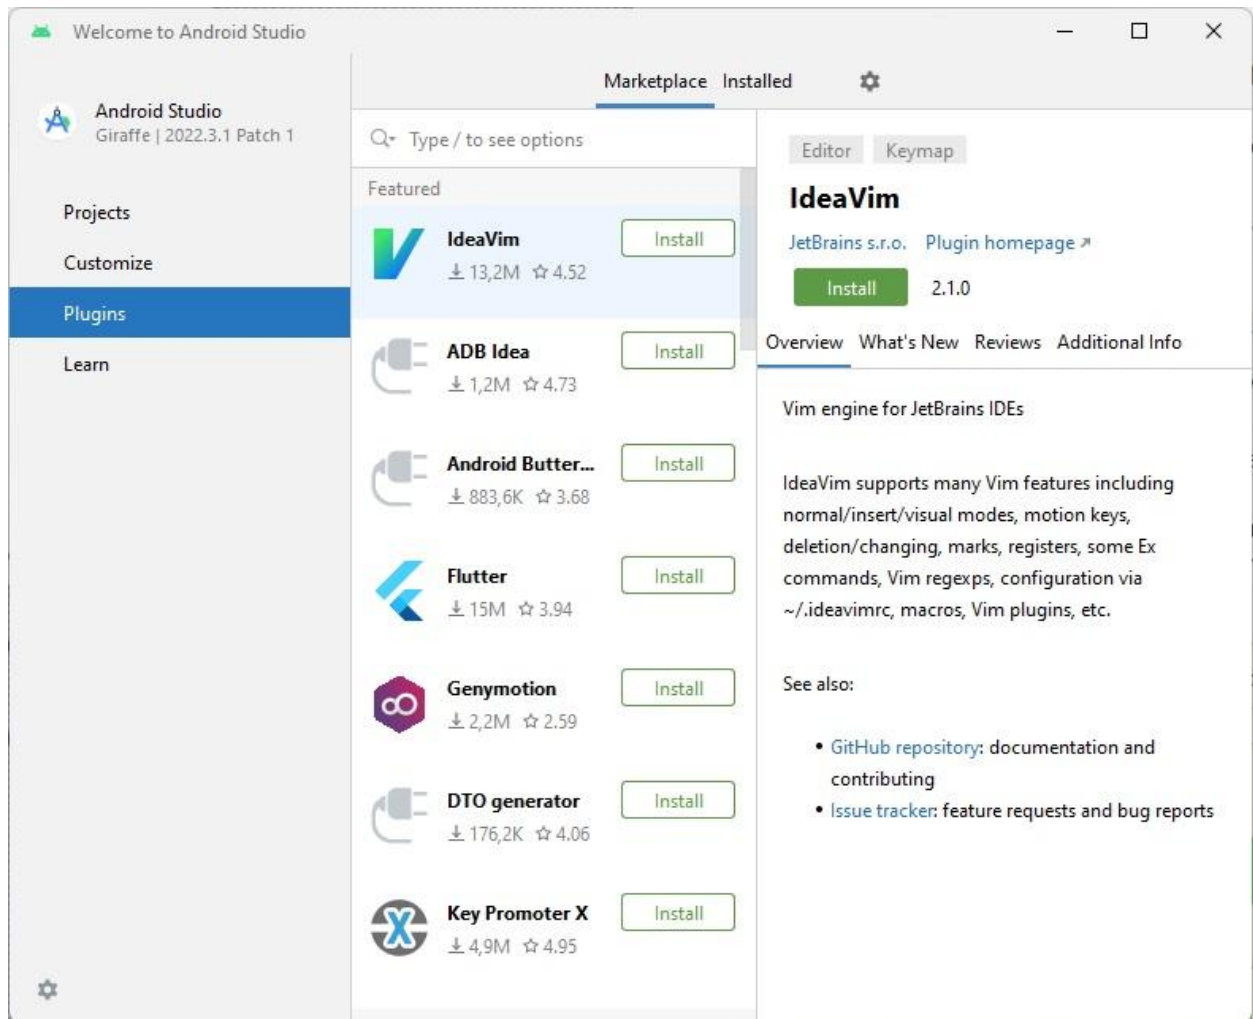 Welcome to Android Studio
Android Studio
Giraffe | 2022.3.1 Patch 1
Projects
Customize
Plugins
Learn
Marketplace Installed
Type / to see options
Featured
IdeaVim Install
13,2M 4.52
ADB Idea Install
1,2M 4.73
Android Butter... Install
883,6K 3.68
Flutter Install
15M 3.94
Genymotion Install
2,2M 2.59
DTO generator Install
176,2K 4.06
Key Promoter X Install
4,9M 4.95
Editor Keymap
IdeaVim
JetBrains s.r.o. Plugin homepage
Install 2.1.0
Overview What's New Reviews Additional Info
Vim engine for JetBrains IDEs
IdeaVim supports many Vim features including
normal/insert/visual modes, motion keys,
deletion/changing, marks, registers, some Ex
commands, Vim regexps, configuration via
~/.ideavimrc, macros, Vim plugins, etc.
See also:
• GitHub repository: documentation and
contributing
• Issue tracker: feature requests and bug reports